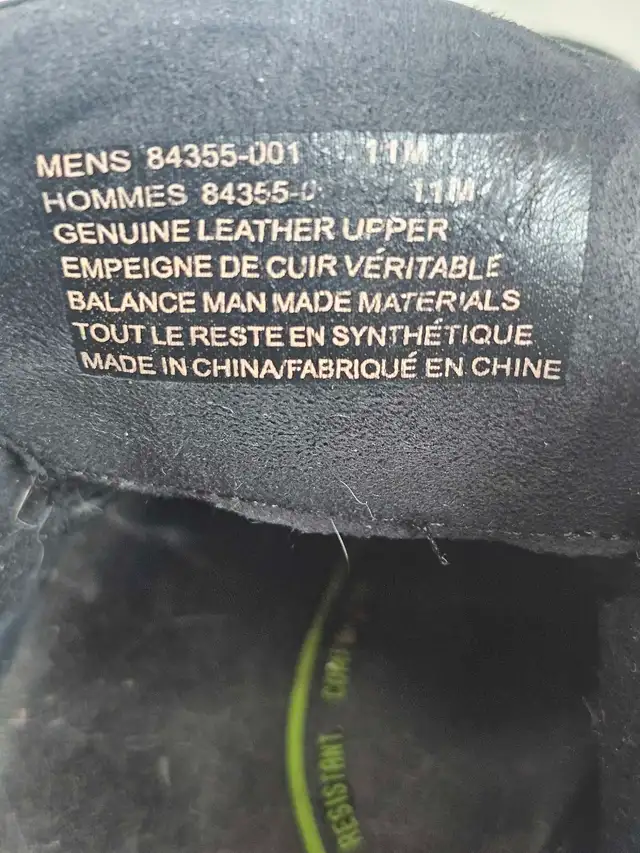 MENS 84355-001 11M
HOMMES 84355-0 11M
GENUINE LEATHER UPPER
EMPEIGNE DE CUIR VÉRITABLE
BALANCE MAN MADE MATERIALS
TOUT LE RESTE EN SYNTHÉTIQUE
MADE IN CHINA/FABRIQUÉ EN CHINE
RESISTANT.